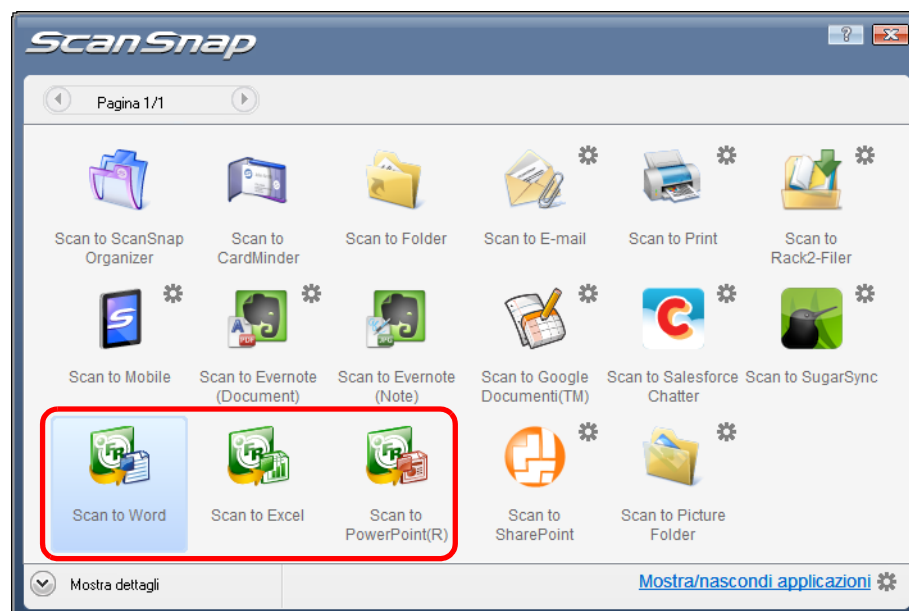 ScanSnap
Pagina 1/1
Scan to ScanSnap
Organizer
Scan to
CardMinder
Scan to Folder
Scan to E-mail
Scan to Print
Scan to
Rack2-Filer
Scan to Mobile
Scan to Evernote
(Document)
Scan to Evernote
(Note)
Scan to Google
Documenti(TM)
Scan to Salesforce
Chatter
Scan to SugarSync
Scan to Word
Scan to Excel
Scan to
PowerPoint(R)
Scan to
SharePoint
Scan to Picture
Folder
Mostra dettagli
Mostra/nascondi applicazioni